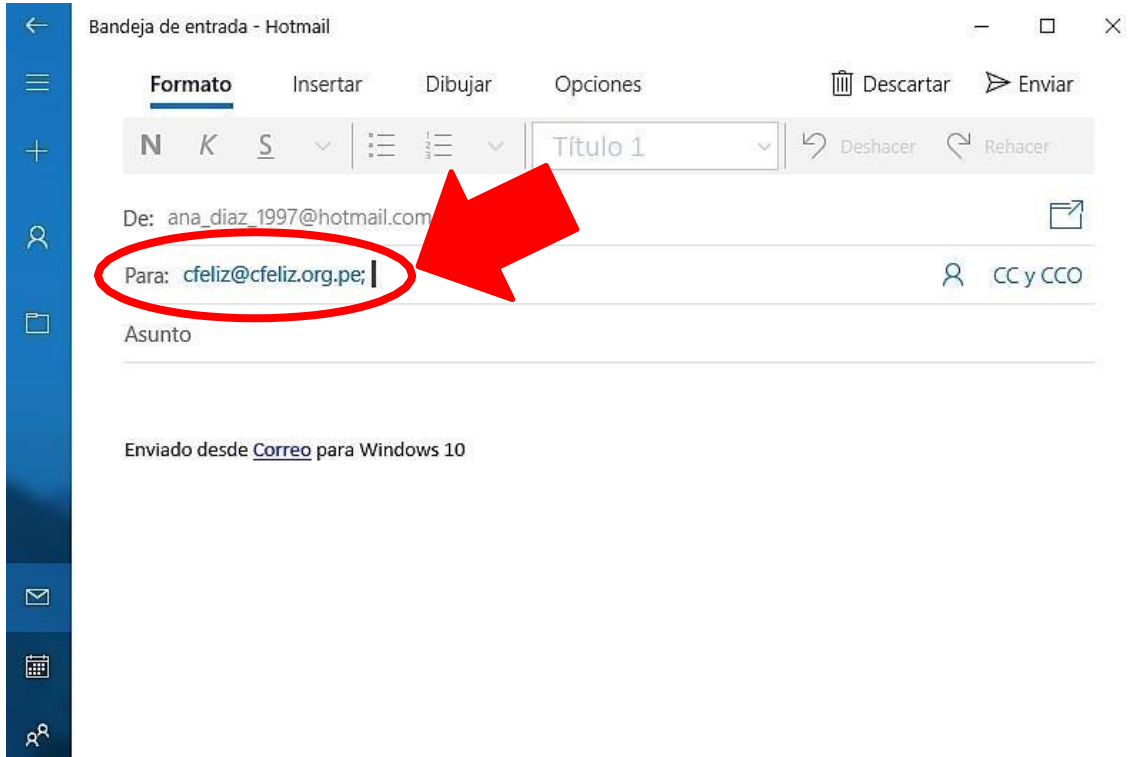 Bandeja de entrada - Hotmail
Formato Insertar Dibujar Opciones Descartar Enviar
N K S Título 1 Deshacer Rehacer
De: ana_diaz_1997@hotmail.com
Para: cfeliz@cfeliz.org.pe; CC y CCO
Asunto
Enviado desde Correo para Windows 10